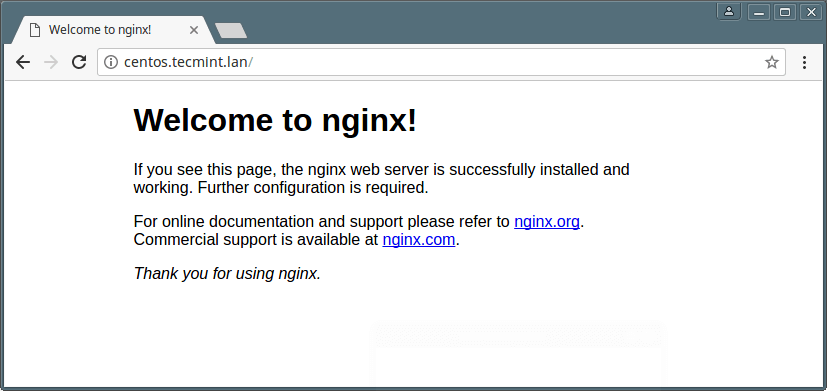 Welcome to nginx!
centos.tecmint.lan/
Welcome to nginx!
If you see this page, the nginx web server is successfully installed and
working. Further configuration is required.
For online documentation and support please refer to nginx.org.
Commercial support is available at nginx.com.
Thank you for using nginx.